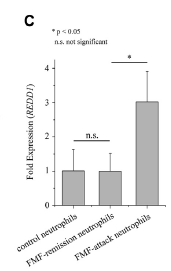 C
* p < 0.05
n.s. not significant
Fold Expression (REDD1)
4
3
2
1
0
n.s.
*
control neutrophils
FMF-remission neutrophils
FMF-attack neutrophils